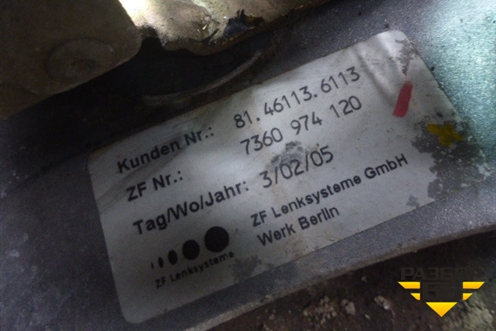 Kunden Nr.: 81.46113.6113
ZF Nr.: 7360 974 120
Tag/Wo/Jahr: 3/02/05
ZF Lenksysteme GmbH
Werk Berlin
ZF Lenksysteme